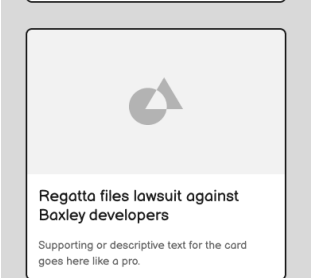 Regatta files lawsuit against
Baxley developers
Supporting or descriptive text for the card
goes here like a pro.